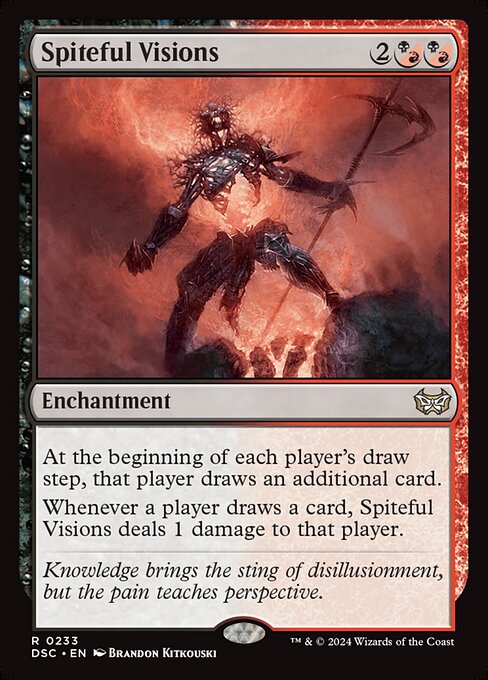 Spiteful Visions 2
Enchantment
At the beginning of each player's draw
step, that player draws an additional card.
Whenever a player draws a card, Spiteful
Visions deals 1 damage to that player.
Knowledge brings the sting of disillusionment,
but the pain teaches perspective.
R 0233
DSC • EN Brandon Kitkouski
™ & © 2024 Wizards of the Coast